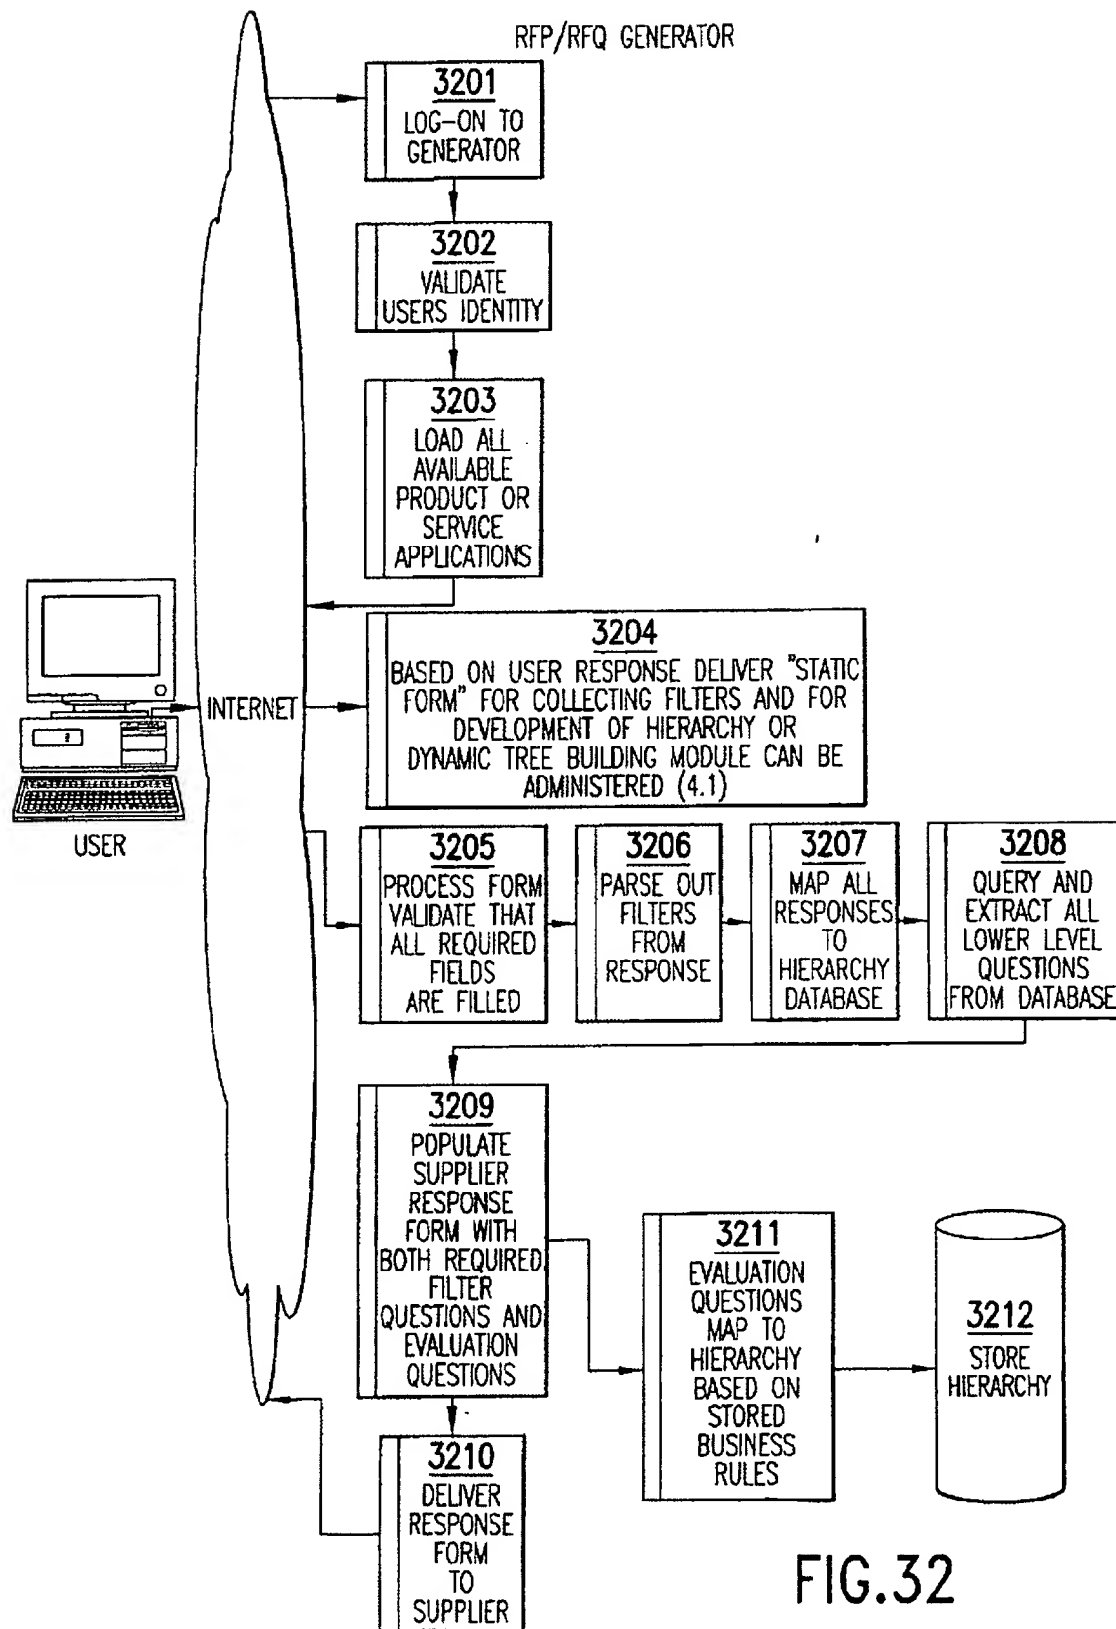 RFP/RFQ GENERATOR
3201
LOG-ON TO
GENERATOR
3202
VALIDATE
USERS IDENTITY
3203
LOAD ALL
AVAILABLE
PRODUCT OR
SERVICE
APPLICATIONS
3204
BASED ON USER RESPONSE DELIVER "STATIC
FORM" FOR COLLECTING FILTERS AND FOR
DEVELOPMENT OF HIERARCHY OR
DYNAMIC TREE BUILDING MODULE CAN BE
ADMINISTERED (4.1)
INTERNET
USER
3205
PROCESS FORM
VALIDATE THAT
ALL REQUIRED
FIELDS
ARE FILLED
3206
PARSE OUT
FILTERS
FROM
RESPONSE
3207
MAP ALL
RESPONSES
TO
HIERARCHY
DATABASE
3208
QUERY AND
EXTRACT ALL
LOWER LEVEL
QUESTIONS
FROM DATABASE
3209
POPULATE
SUPPLIER
RESPONSE
FORM WITH
BOTH REQUIRED
FILTER
QUESTIONS AND
EVALUATION
QUESTIONS
3210
DELIVER
RESPONSE
FORM
TO
SUPPLIER
3211
EVALUATION
QUESTIONS
MAP TO
HIERARCHY
BASED ON
STORED
BUSINESS
RULES
3212
STORE
HIERARCHY
FIG.32